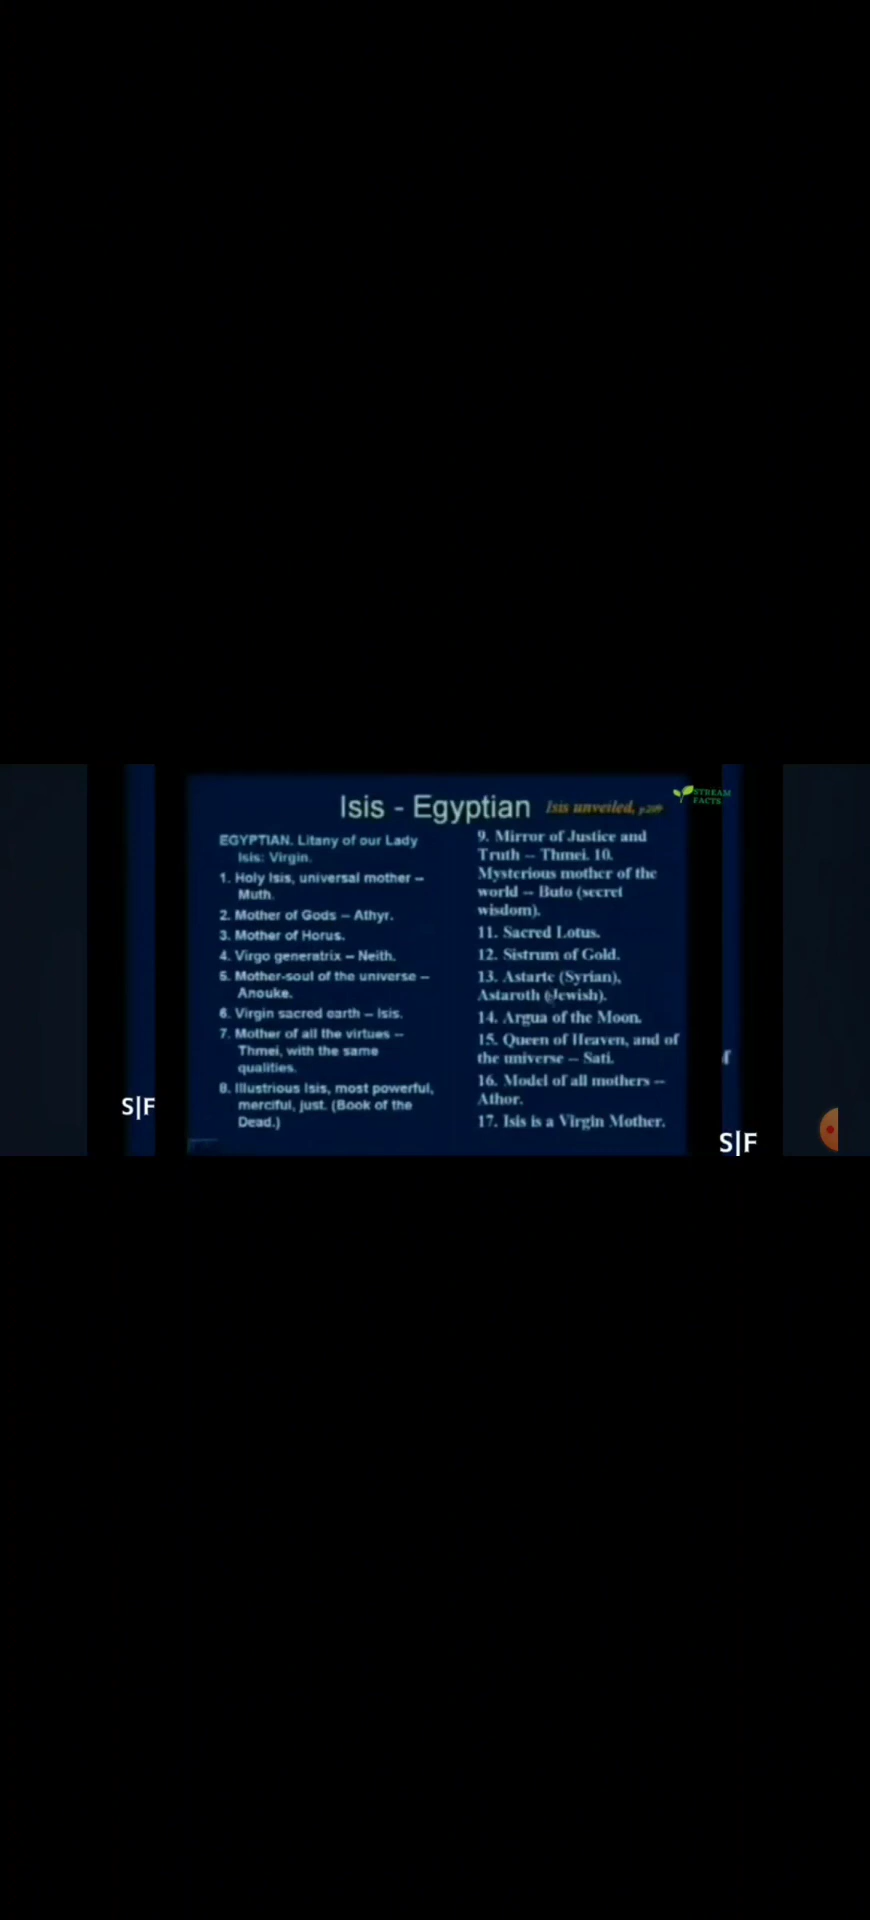 Isis - Egyptian
Isis unveiled,
STREAM
FACTS
EGYPTIAN. Litany of our Lady
Isis: Virgin.
1. Holy Isis, universal mother --
Muth.
2. Mother of Gods -- Athyr.
3. Mother of Horus.
4. Virgo generatrix -- Neith.
5. Mother-soul of the universe --
Anouke.
6. Virgin sacred earth -- Isis.
7. Mother of all the virtues --
Thmei, with the same
qualities.
8. Illustrious Isis, most powerful,
merciful, just. (Book of the
Dead.)
9. Mirror of Justice and
Truth -- Thmei. 10.
Mysterious mother of the
world -- Buto (secret
wisdom).
11. Sacred Lotus.
12. Sistrum of Gold.
13. Astarte (Syrian),
Astaroth (Jewish).
14. Argua of the Moon.
15. Queen of Heaven, and of
the universe -- Sati.
16. Model of all mothers --
Athor.
17. Isis is a Virgin Mother.
S|F
S|F